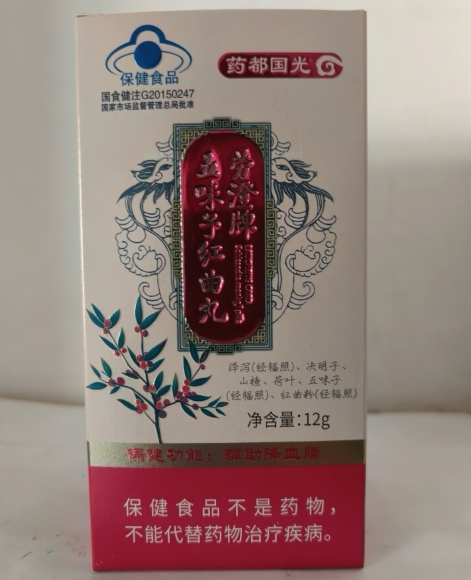 保健食品
国食健注G20150247
国家市场监督管理总局批准
药都国光
芳澄牌
五味子红曲丸
泽泻(经辐照)、决明子、
山楂、荷叶、五味子
(经辐照)、红曲粉(经辐照)
净含量:12g
保健功能:辅助降血脂
保健食品不是药物,
不能代替药物治疗疾病。